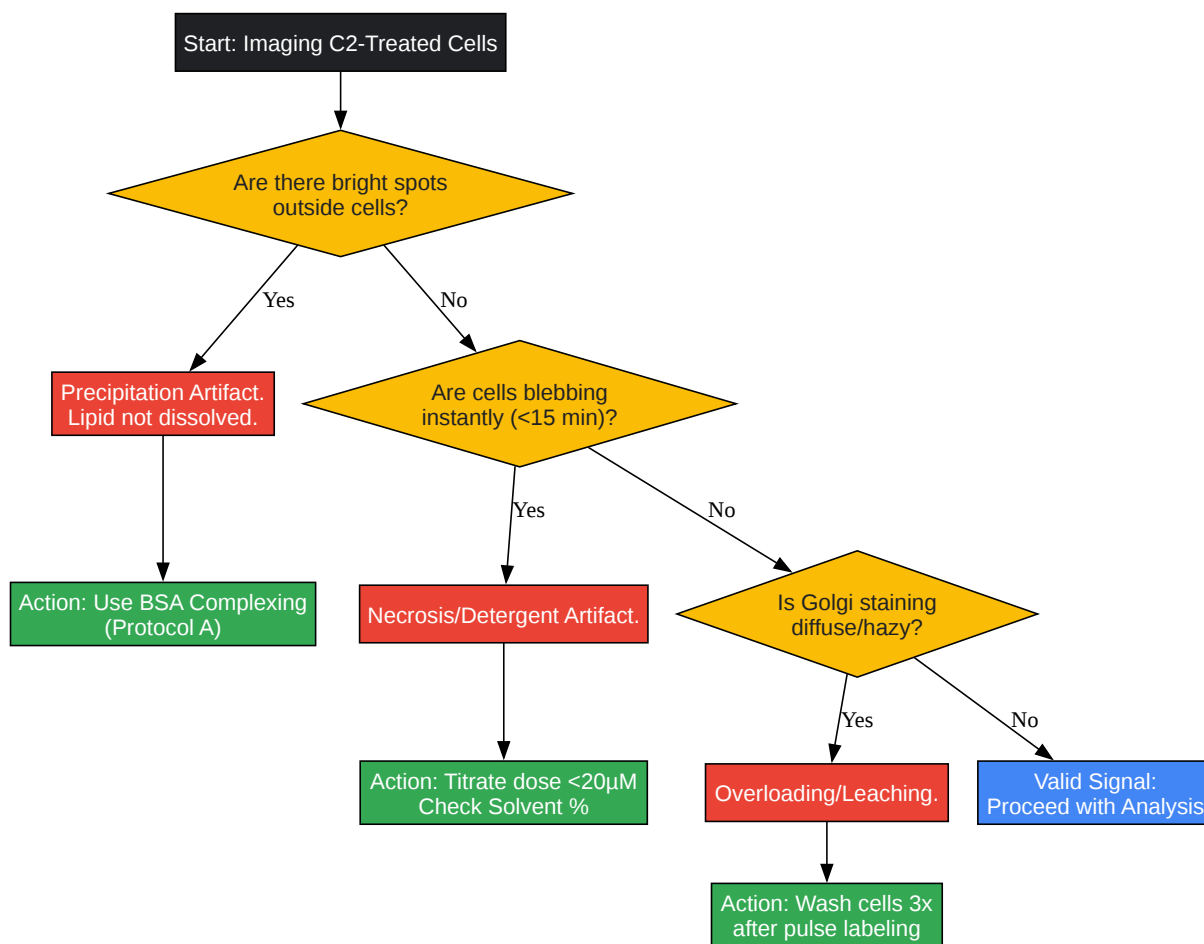 Start: Imaging C2-Treated Cells
Are there bright spots
outside cells?
Yes
No
Precipitation Artifact.
Lipid not dissolved.
Are cells blebbing
instantly (<15 min)?
Yes
No
Action: Use BSA Complexing
(Protocol A)
Necrosis/Detergent Artifact.
Is Golgi staining
diffuse/hazy?
Yes
No
Action: Titrate dose <20µM
Check Solvent %
Overloading/Leaching.
Valid Signal:
Proceed with Analysis
Action: Wash cells 3x
after pulse labeling